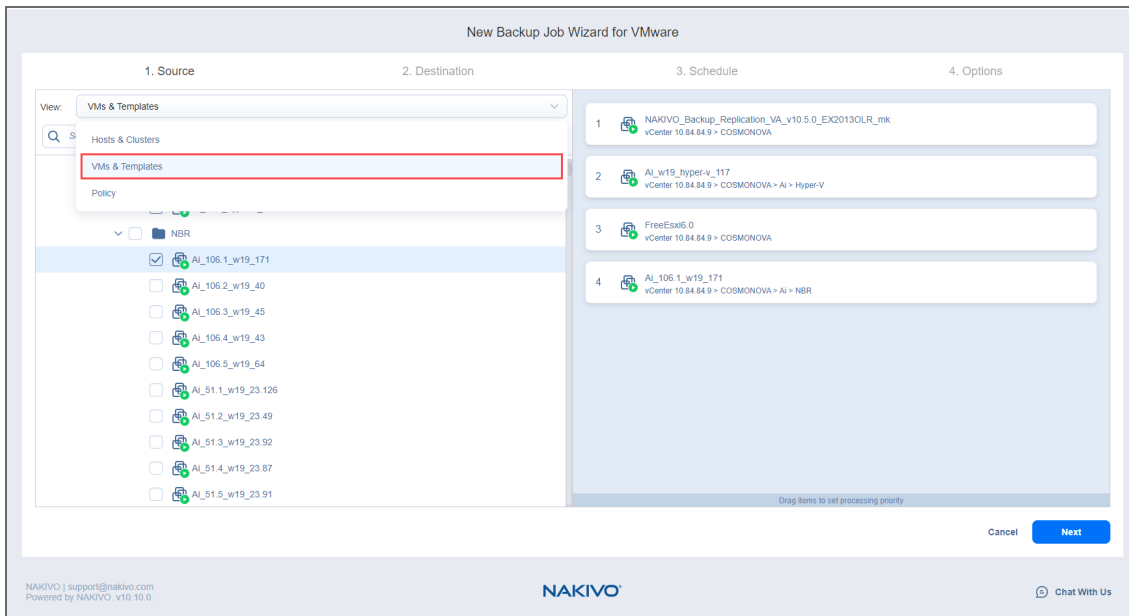 New Backup Job Wizard for VMware
1. Source
2. Destination
3. Schedule
4. Options
View:
VMs & Templates
Hosts & Clusters
VMs & Templates
Policy
NBR
Ai_106.1_w19_171
Ai_106.2_w19_40
Ai_106.3_w19_45
Ai_106.4_w19_43
Ai_106.5_w19_64
Ai_51.1_w19_23.126
Ai_51.2_w19_23.49
Ai_51.3_w19_23.92
Ai_51.4_w19_23.87
Ai_51.5_w19_23.91
1
NAKIVO_Backup_Replication_VA_v10.5.0_EX2013OLR_mk
vCenter 10.84.84.9 > COSMONOVA
2
Ai_w19_hyper-v_117
vCenter 10.84.84.9 > COSMONOVA > Ai > Hyper-V
3
FreeEsxi6.0
vCenter 10.84.84.9 > COSMONOVA
4
Ai_106.1_w19_171
vCenter 10.84.84.9 > COSMONOVA > Ai > NBR
Drag items to set processing priority
Cancel
Next
NAKIVO | support@nakivo.com
Powered by NAKIVO. v10.10.0.
NAKIVO®
Chat With Us